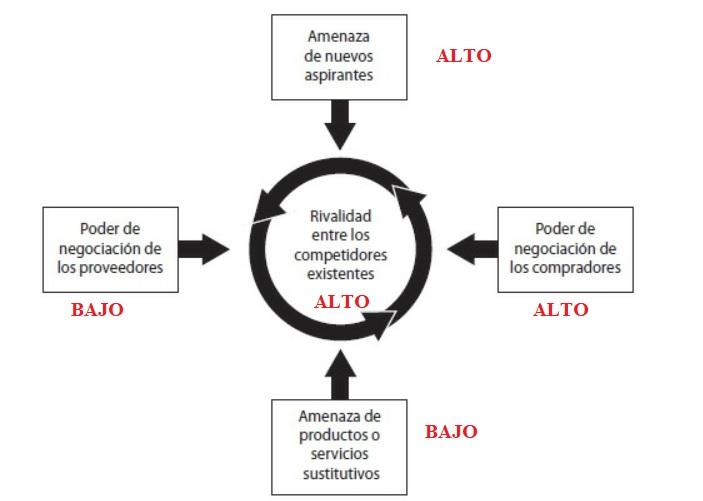 Amenaza
de nuevos
aspirantes
ALTO
Poder de
negociación de
los proveedores
BAJO
Rivalidad
entre los
competidores
existentes
ALTO
Poder de
negociación de
los compradores
ALTO
Amenaza de
productos o
servicios
sustitutivos
BAJO